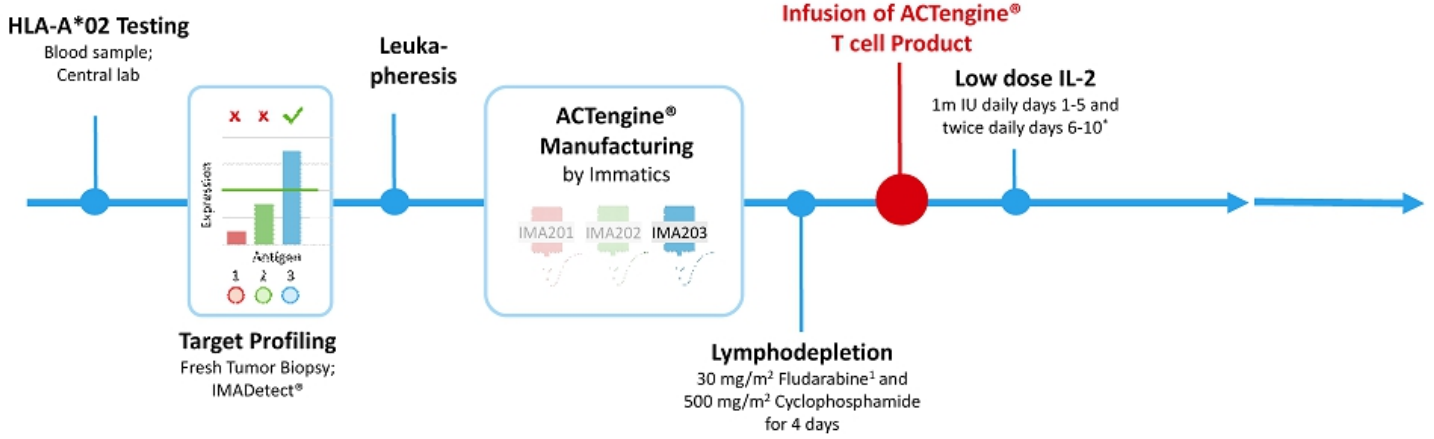 HLA-A*02 Testing
Blood sample;
Central lab
x x
Expression
Antigen
1 2 3
Target Profiling
Fresh Tumor Biopsy;
IMADetect®
Leuka-
pheresis
ACTengine®
Manufacturing
by Immatics
IMA201 IMA202 IMA203
Lymphodepletion
30 mg/m² Fludarabine¹ and
500 mg/m² Cyclophosphamide
for 4 days
Infusion of ACTengine®
T cell Product
Low dose IL-2
1m IU daily days 1-5 and
twice daily days 6-10*